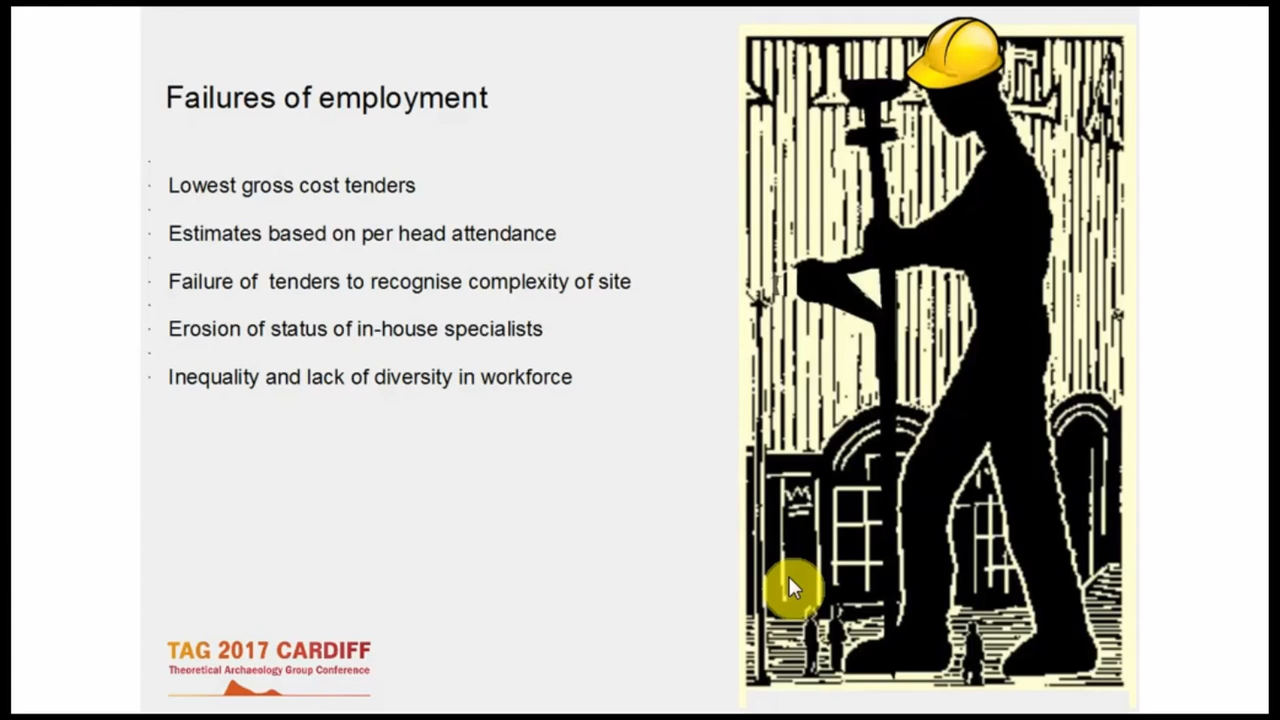 Failures of employment
Lowest gross cost tenders
Estimates based on per head attendance
Failure of  tenders to recognise complexity of site
Erosion of status of in-house specialists
Inequality and lack of diversity in workforce
TAG 2017 CARDIFF
Theoretical Archaeology Group Conference